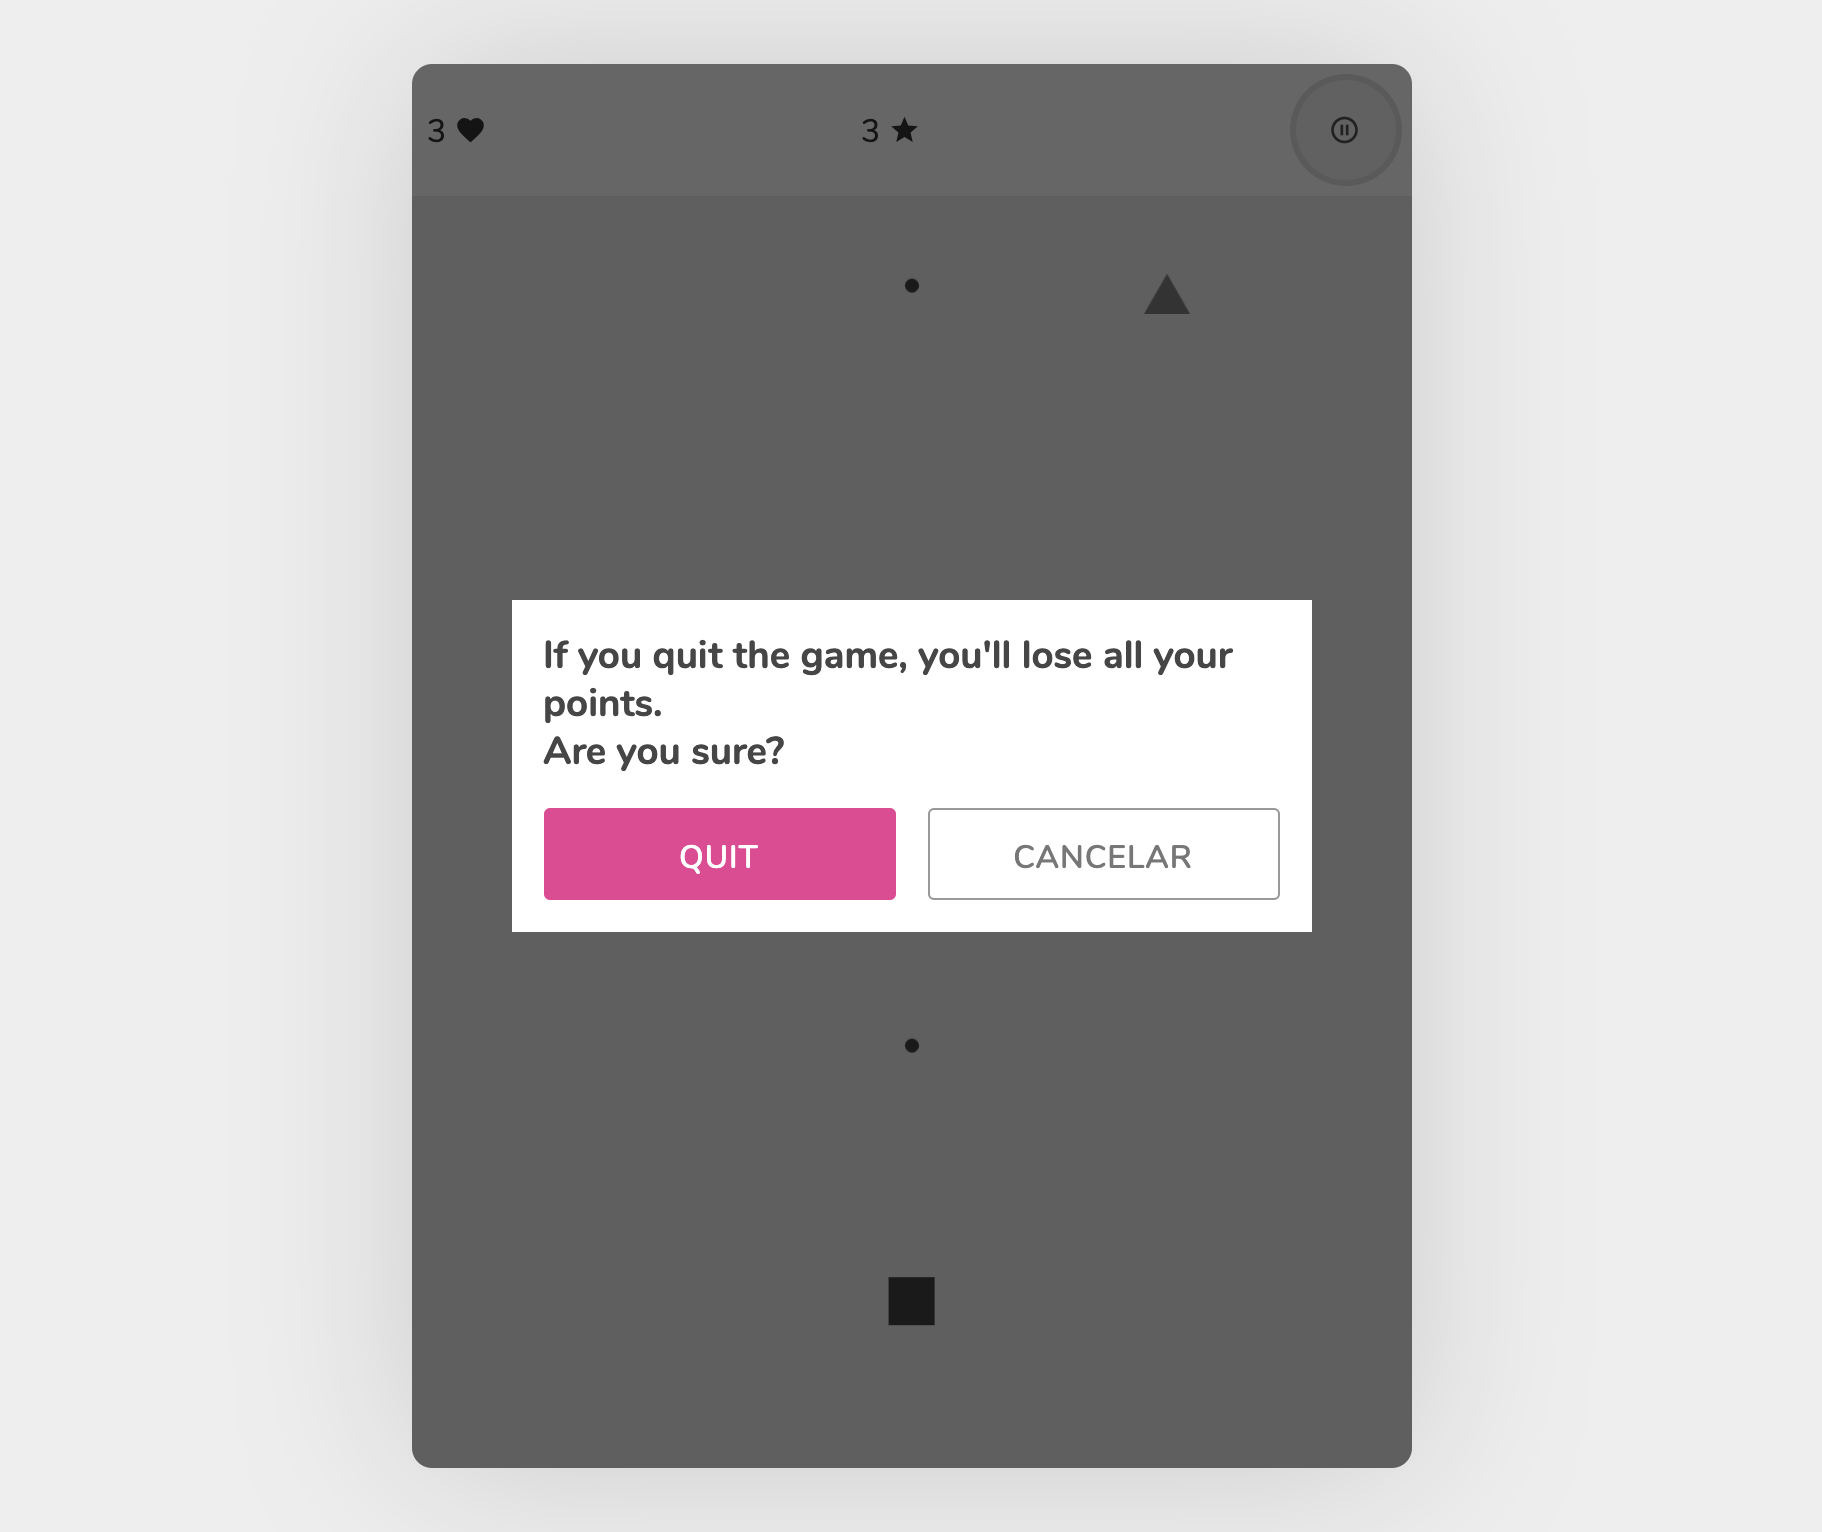 3
3
If you quit the game, you'll lose all your
points.
Are you sure?
QUIT
CANCELAR